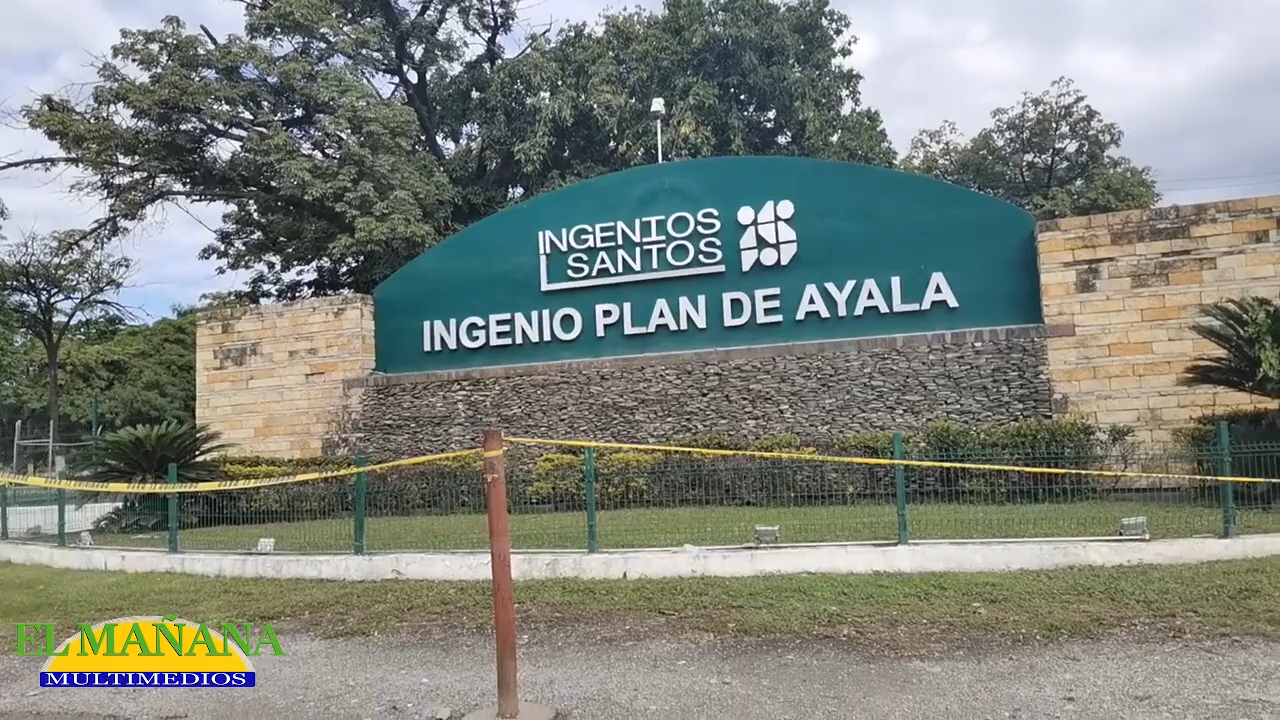 INGENIOS
SANTOS
INGENIO PLAN DE AYALA
EL MAÑANA
MULTIMEDIOS